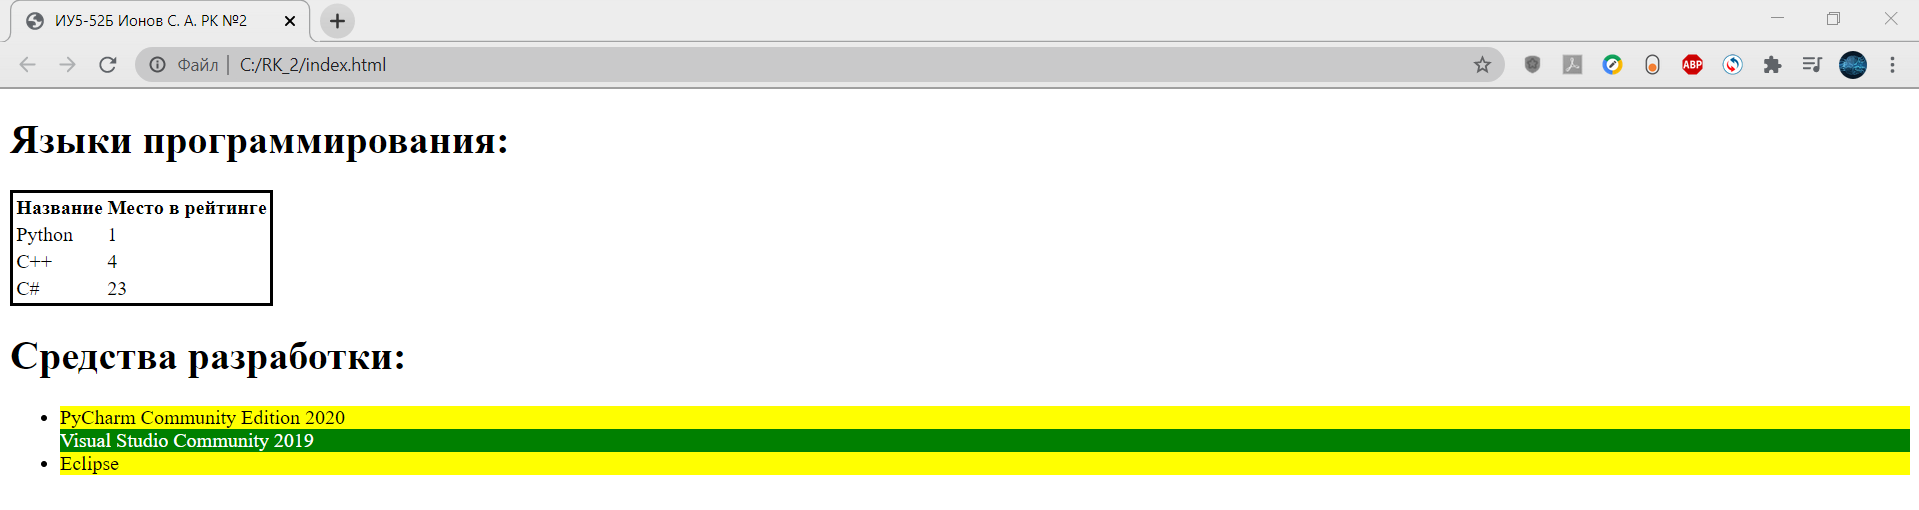 ИУ5-52Б Ионов С. А. РК №2
Файл | C:/RK_2/index.html
ABP
Языки программирования:
Название Место в рейтинге
Python 1
C++ 4
C# 23
Средства разработки:
• PyCharm Community Edition 2020
Visual Studio Community 2019
• Eclipse